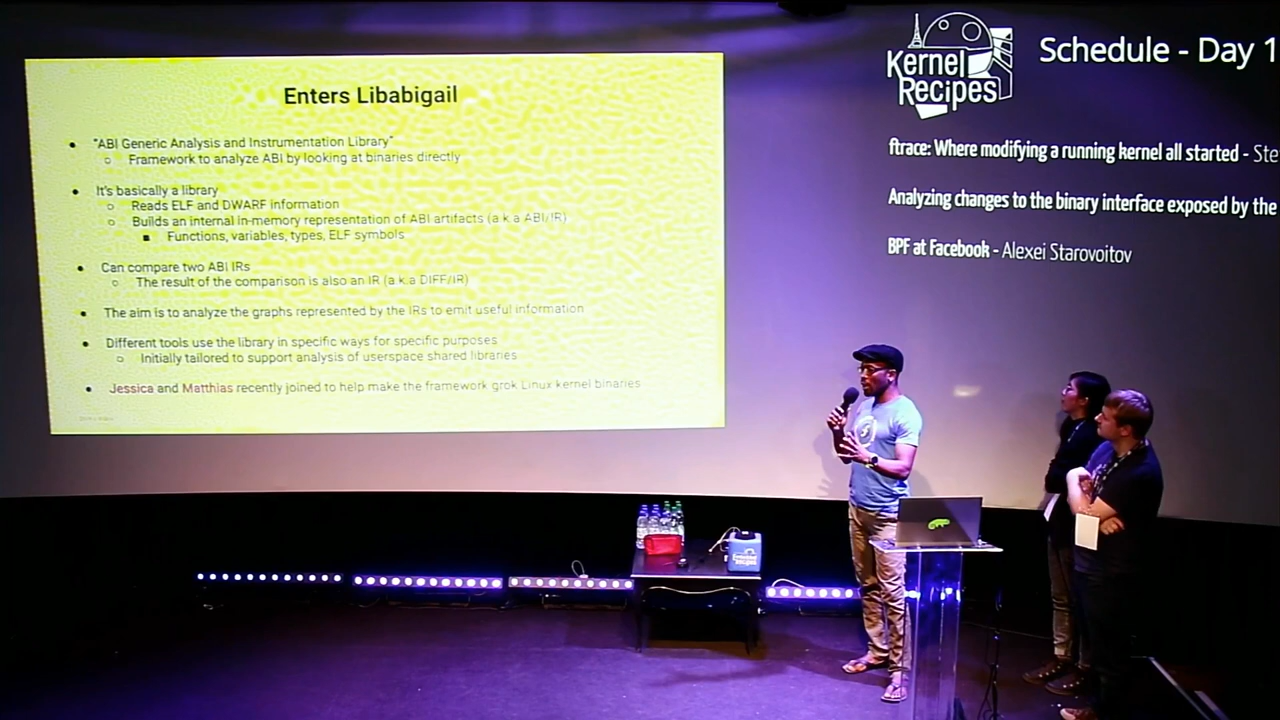 Enters Libabigail
"ABI Generic Analysis and Instrumentation Library"
Framework to analyze ABI by looking at binaries directly
It's basically a library
Reads ELF and DWARF information
Builds an internal in-memory representation of ABI artifacts (a.k.a ABI/IR)
Functions, variables, types, ELF symbols
Can compare two ABI IRs
The result of the comparison is also an IR (a.k.a DIFF/IR)
The aim is to analyze the graphs represented by the IRs to emit useful information
Different tools use the library in specific ways for specific purposes
Initially tailored to support analysis of userspace shared libraries
Jessica and Matthias recently joined to help make the framework grok Linux kernel binaries
Kernel
Recipes
Schedule - Day 1
ftrace: Where modifying a running kernel all started - Ste
Analyzing changes to the binary interface exposed by the
BPF at Facebook - Alexei Starovoitov
Kernel
Recipes